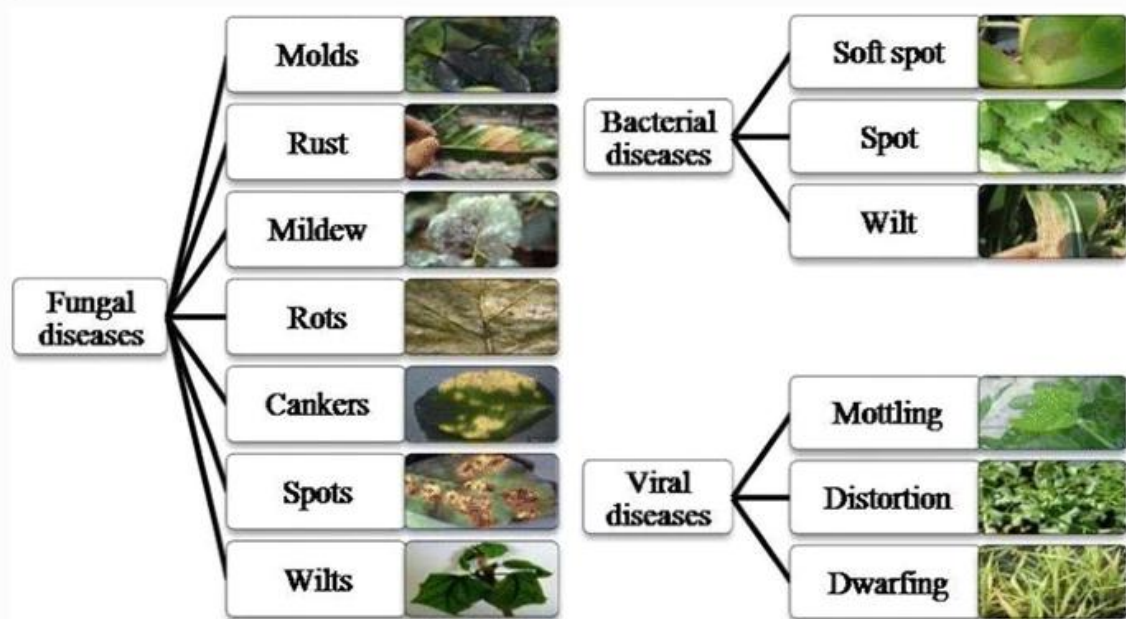 Fungal
diseases
Molds
Rust
Mildew
Rots
Cankers
Spots
Wilts
Bacterial
diseases
Soft spot
Spot
Wilt
Viral
diseases
Mottling
Distortion
Dwarfing